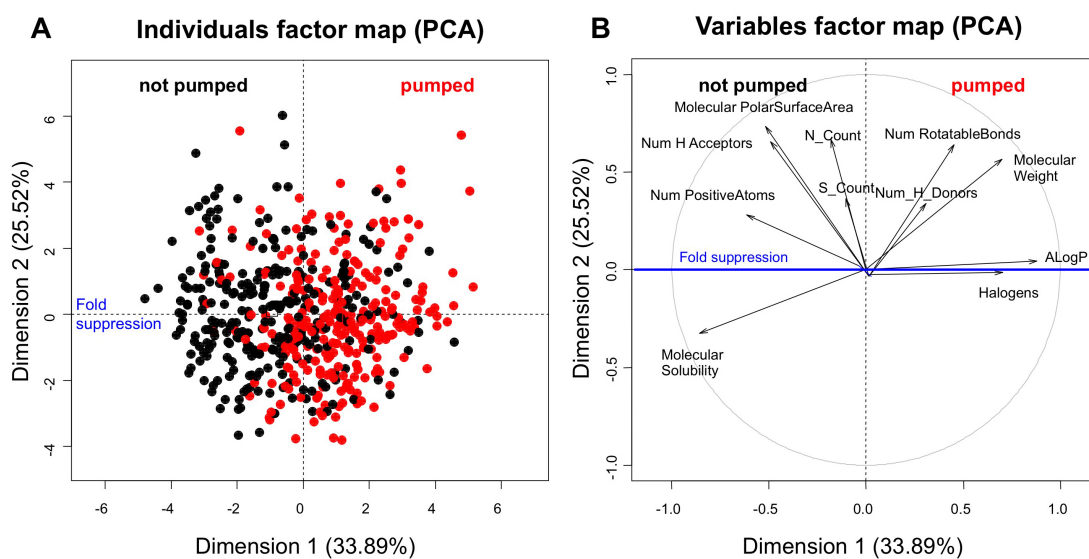 A
Individuals factor map (PCA)
not pumped
pumped
Dimension 2 (25.52%)
6
4
2
0
-2
-4
Fold
suppression
-6
-4
-2
0
2
4
6
Dimension 1 (33.89%)
B
Variables factor map (PCA)
not pumped
pumped
Dimension 2 (25.52%)
1.0
0.5
0.0
-0.5
-1.0
Molecular PolarSurfaceArea
N_Count
Num RotatableBonds
Num H Acceptors
Molecular
Weight
Num PositiveAtoms
S_Count
Num_H_Donors
Fold suppression
ALogP
Halogens
Molecular
Solubility
-1.0
-0.5
0.0
0.5
1.0
Dimension 1 (33.89%)